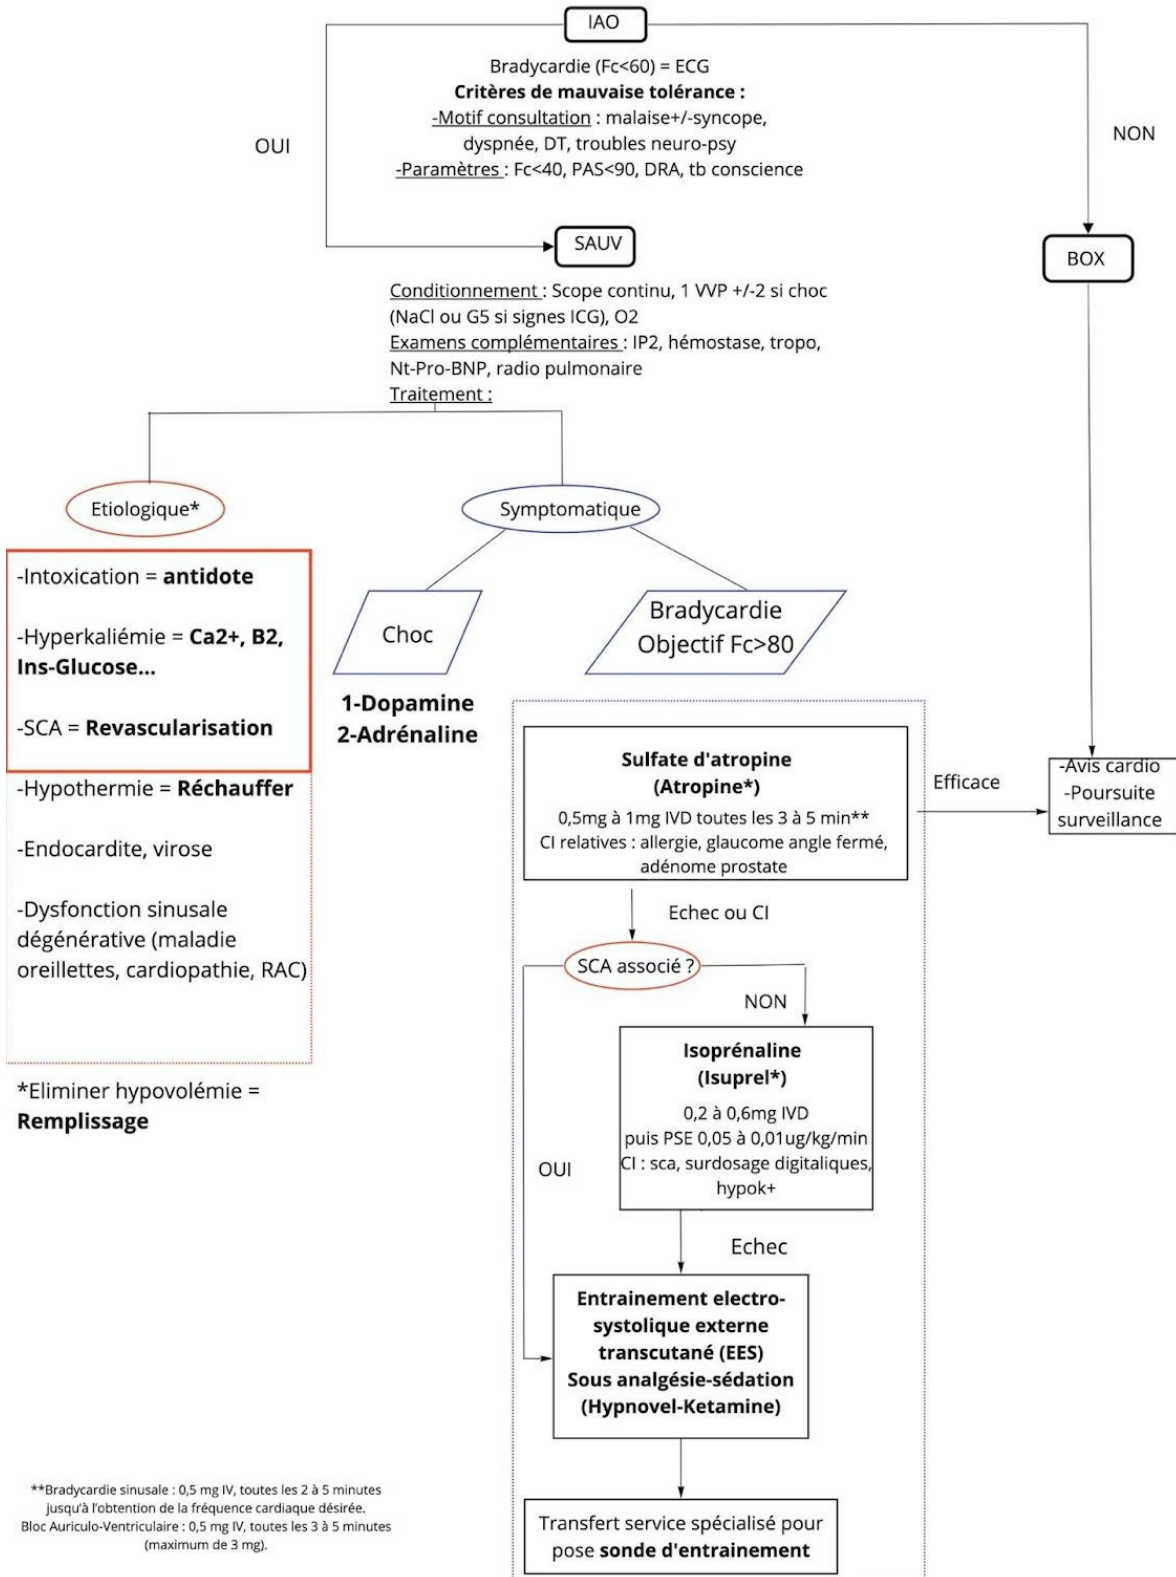 IAO
Bradycardie (Fc<60) = ECG
Critères de mauvaise tolérance :
-Motif consultation : malaise+/-syncope,
dyspnée, DT, troubles neuro-psy
-Paramètres : Fc<40, PAS<90, DRA, tb conscience
OUI
NON
SAUV
BOX
Conditionnement : Scope continu, 1 VVP +/-2 si choc
(NaCl ou G5 si signes ICG), O2
Examens complémentaires : IP2, hémostase, tropo,
Nt-Pro-BNP, radio pulmonaire
Traitement :
Etiologique*
Symptomatique
-Intoxication = antidote
-Hyperkaliémie = Ca2+, B2,
Ins-Glucose...
-SCA = Revascularisation
-Hypothermie = Réchauffer
-Endocardite, virose
-Dysfonction sinusale
dégénérative (maladie
oreillettes, cardiopathie, RAC)
*Eliminer hypovolémie =
Remplissage
Choc
1-Dopamine
2-Adrénaline
Bradycardie
Objectif Fc>80
Sulfate d'atropine
(Atropine*)
0,5mg à 1mg IVD toutes les 3 à 5 min**
CI relatives : allergie, glaucome angle fermé,
adénome prostate
Efficace
-Avis cardio
-Poursuite
surveillance
Echec ou CI
SCA associé ?
NON
Isoprénaline
(Isuprel*)
0,2 à 0,6mg IVD
puis PSE 0,05 à 0,01ug/kg/min
CI : sca, surdosage digitaliques,
hypok+
OUI
Echec
Entrainement electro-
systolique externe
transcutané (EES)
Sous analgésie-sédation
(Hypnovel-Ketamine)
Transfert service spécialisé pour
pose sonde d'entrainement
**Bradycardie sinusale : 0,5 mg IV, toutes les 2 à 5 minutes
jusqu'à l'obtention de la fréquence cardiaque désirée.
Bloc Auriculo-Ventriculaire : 0,5 mg IV, toutes les 3 à 5 minutes
(maximum de 3 mg).